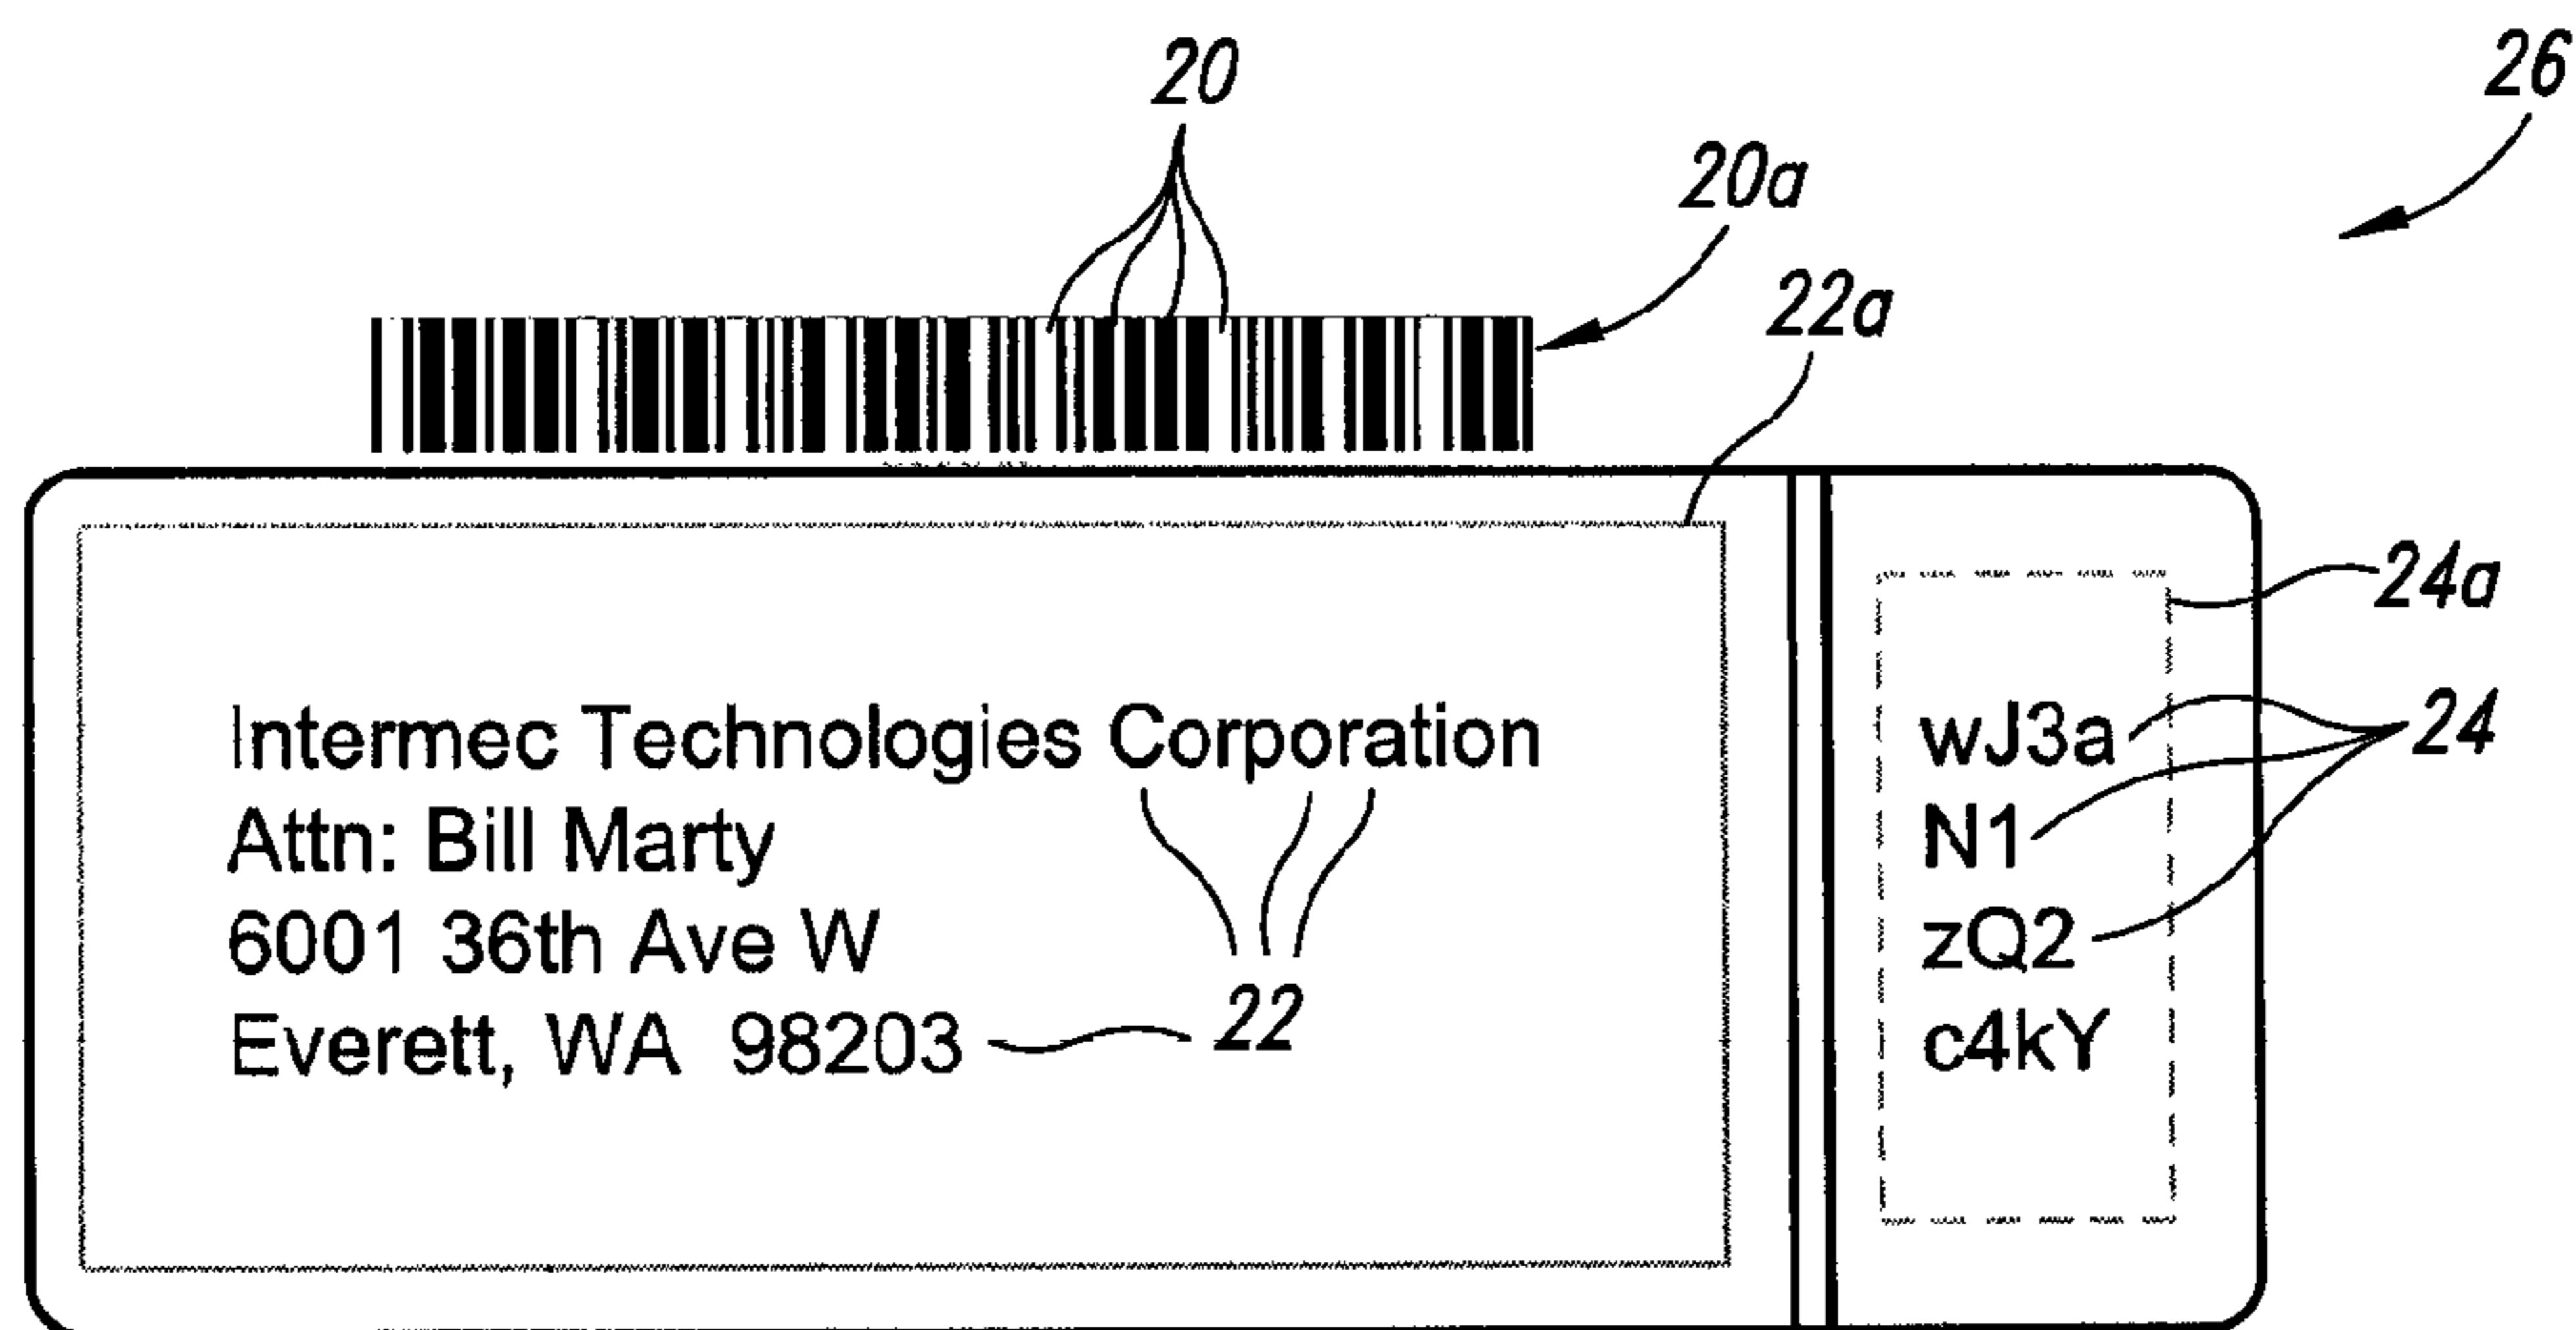 20
26
20a
22a
24a
Intermec Technologies Corporation
Attn: Bill Marty
6001 36th Ave W
Everett, WA 98203
22
wJ3a
N1
zQ2
c4kY
24